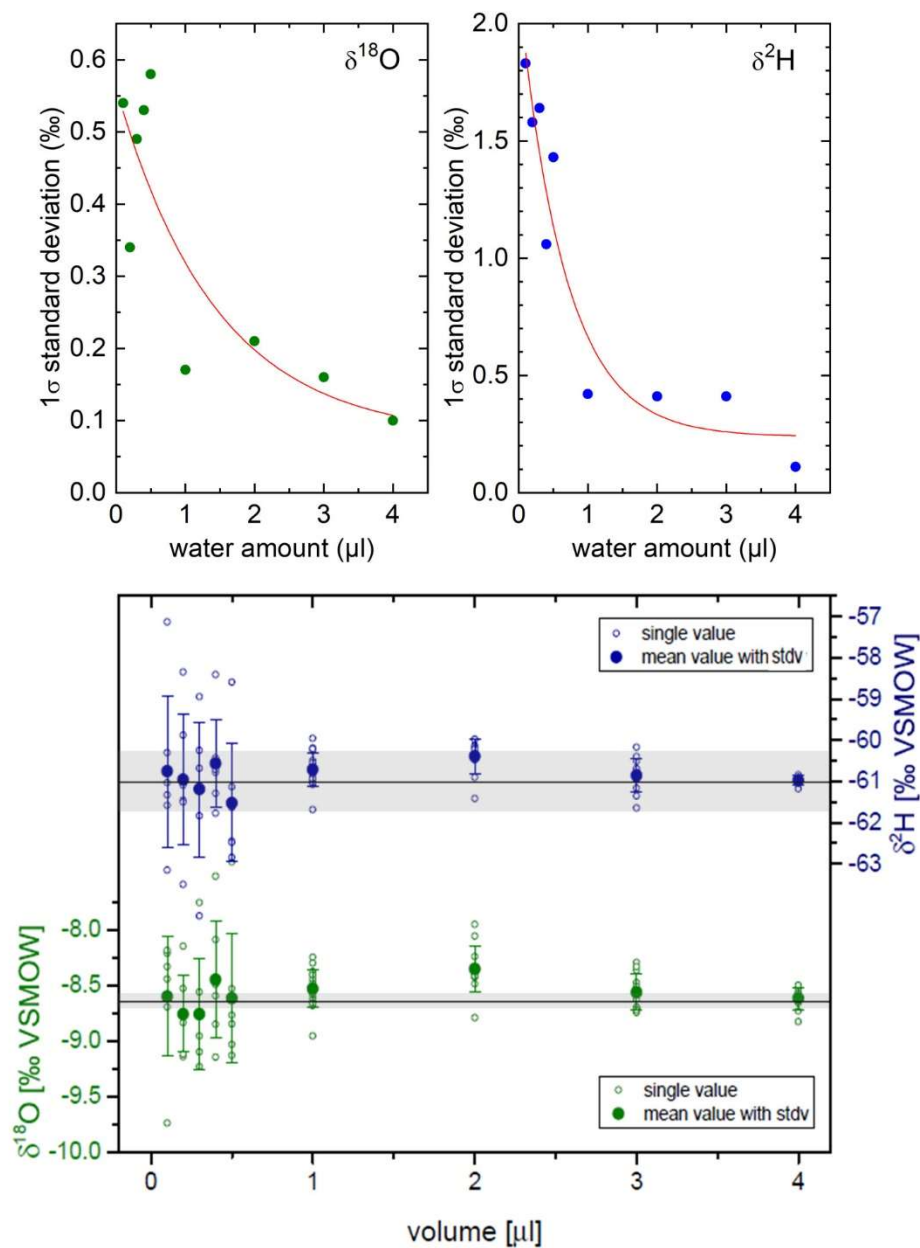 δ¹⁸O
1σ standard deviation (‰)
0.6
0.5
0.4
0.3
0.2
0.1
0.0
0 1 2 3 4
water amount (µl)
δ²H
1σ standard deviation (‰)
2.0
1.5
1.0
0.5
0.0
0 1 2 3 4
water amount (µl)
single value
mean value with stdv
-57
-58
-59
-60
-61
-62
-63
δ²H [‰ VSMOW]
-8.0
-8.5
-9.0
-9.5
-10.0
δ¹⁸O [‰ VSMOW]
single value
mean value with stdv
0 1 2 3 4
volume [µl]